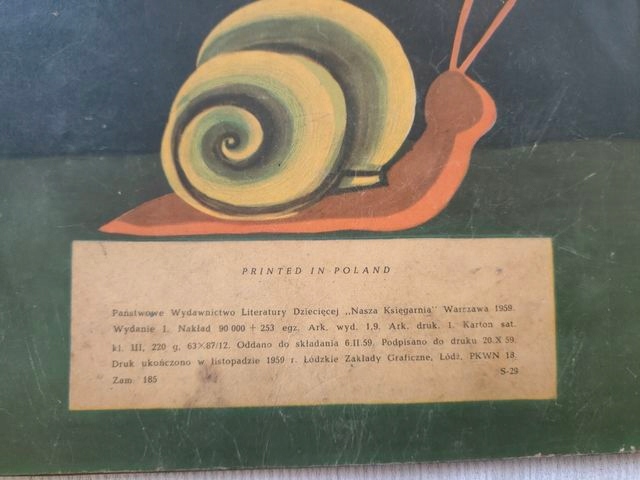 PRINTED IN POLAND
Państwowe Wydawnictwo Literatury Dziecięcej „Nasza Księgarnia" Warszawa 1959.
Wydanie I. Nakład 90 000 + 253 egz. Ark. wyd. 1,9. Ark. druk. 1. Karton sat.
kl. III, 220 g, 63×87/12. Oddano do składania 6.II.59. Podpisano do druku 20.X 59.
Druk ukończono w listopadzie 1959 r. Łódzkie Zakłady Graficzne, Łódź, PKWN 18.
Zam 185 S-29